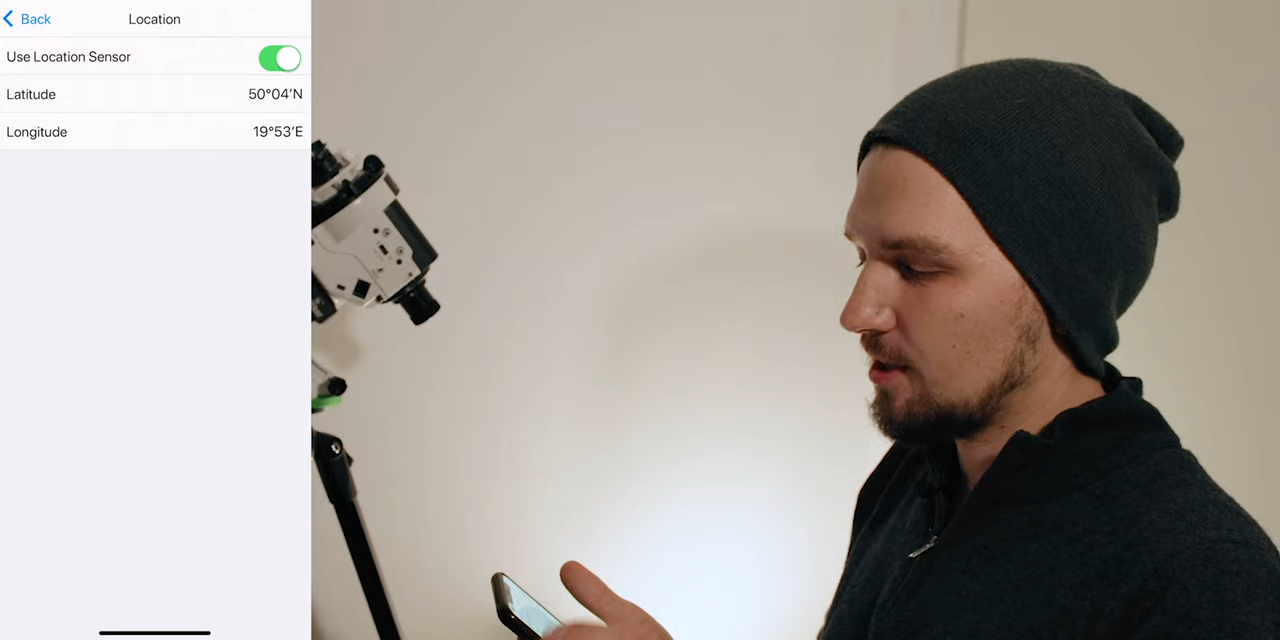 Back
Location
Use Location Sensor
Latitude 50°04'N
Longitude 19°53'E